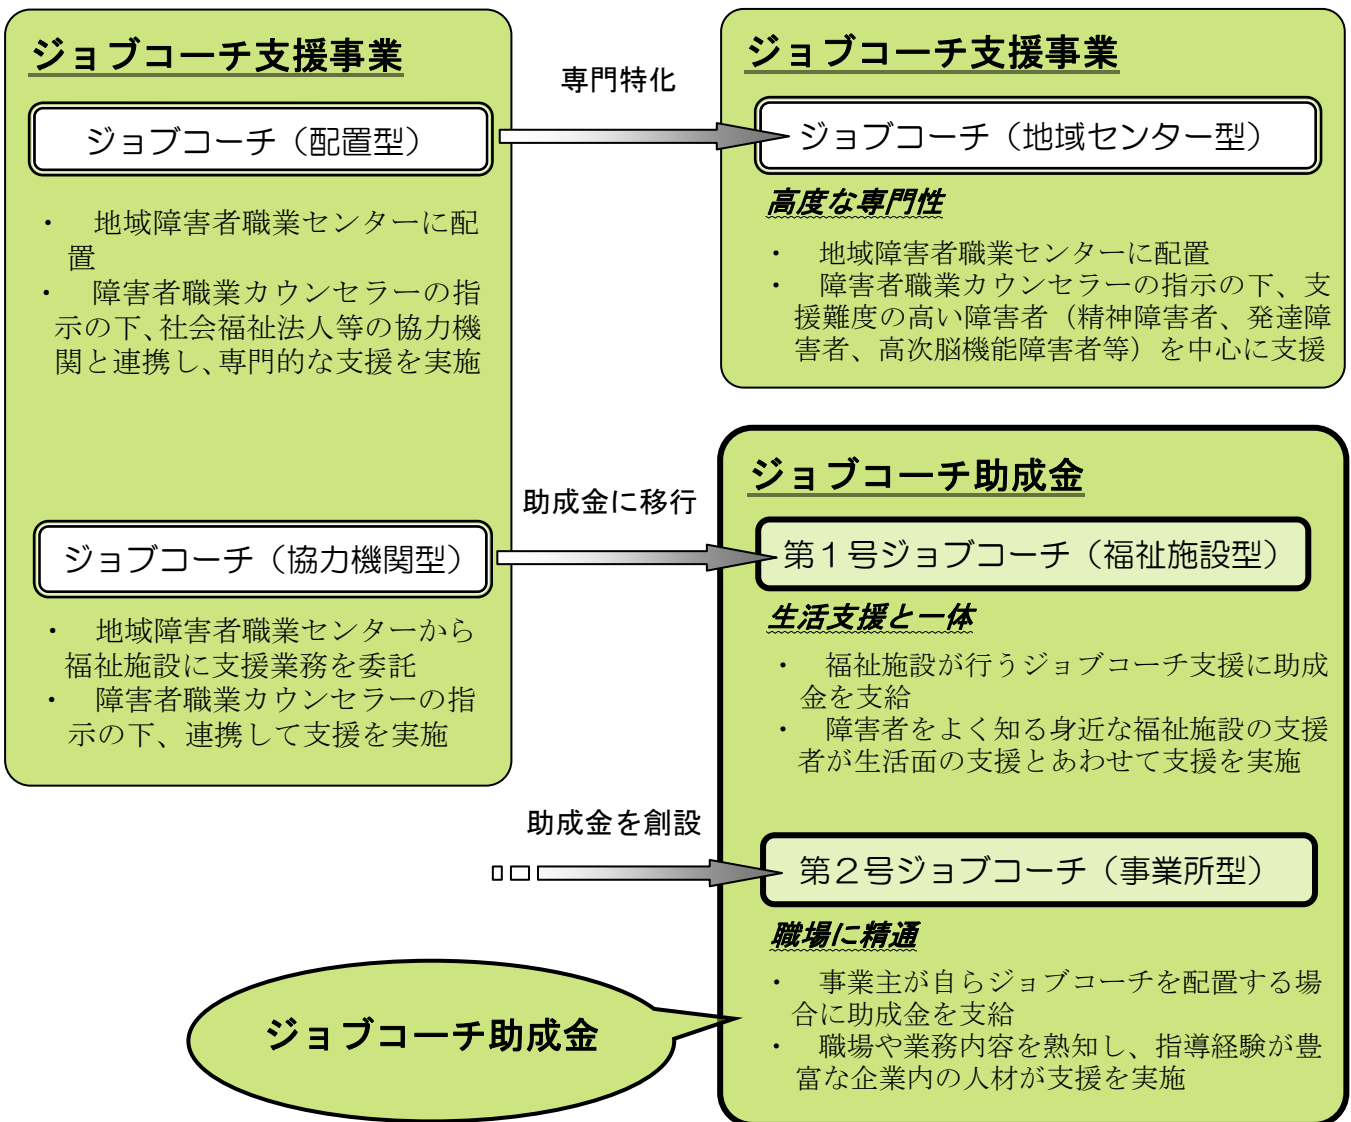 ジョブコーチ支援事業
ジョブコーチ（配置型）
・　地域障害者職業センターに配
置
・　障害者職業カウンセラーの指
示の下、社会福祉法人等の協力機
関と連携し、専門的な支援を実施
ジョブコーチ（協力機関型）
・　地域障害者職業センターから
福祉施設に支援業務を委託
・　障害者職業カウンセラーの指
示の下、連携して支援を実施
専門特化
助成金に移行
助成金を創設
ジョブコーチ支援事業
ジョブコーチ（地域センター型）
高度な専門性
・　地域障害者職業センターに配置
・　障害者職業カウンセラーの指示の下、支
援難度の高い障害者（精神障害者、発達障
害者、高次脳機能障害者等）を中心に支援
ジョブコーチ助成金
第１号ジョブコーチ（福祉施設型）
生活支援と一体
・　福祉施設が行うジョブコーチ支援に助成
金を支給
・　障害者をよく知る身近な福祉施設の支援
者が生活面の支援とあわせて支援を実施
第２号ジョブコーチ（事業所型）
職場に精通
・　事業主が自らジョブコーチを配置する場
合に助成金を支給
・　職場や業務内容を熟知し、指導経験が豊
富な企業内の人材が支援を実施
ジョブコーチ助成金